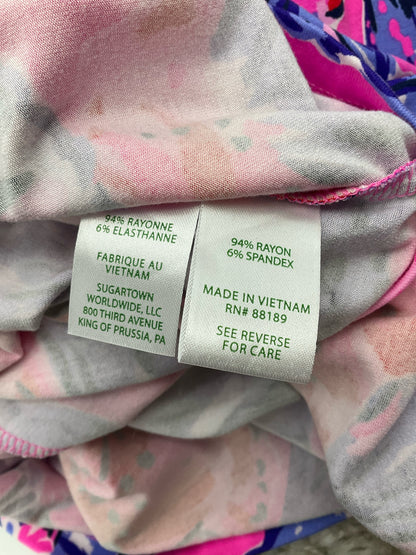 94% RAYONNE
6% ELASTHANNE
FABRIQUE AU
VIETNAM
SUGARTOWN
WORLDWIDE, LLC
800 THIRD AVENUE
KING OF PRUSSIA, PA
94% RAYON
6% SPANDEX
MADE IN VIETNAM
RN# 88189
SEE REVERSE
FOR CARE